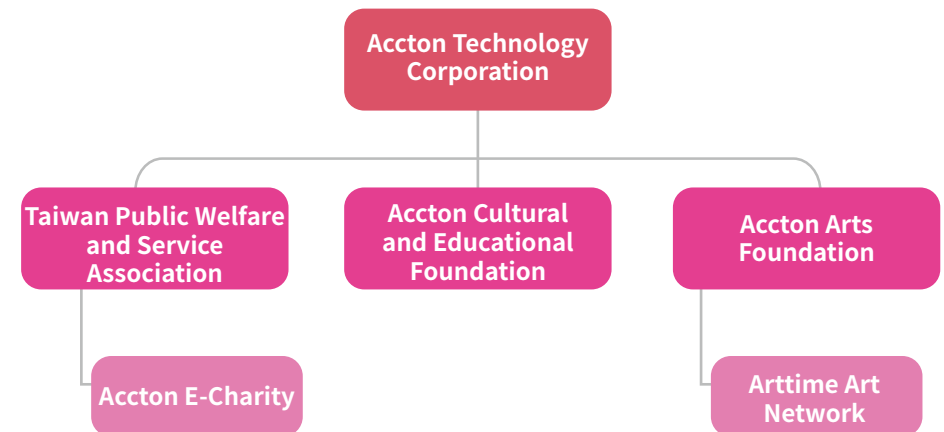 Accton Technology
Corporation
Taiwan Public Welfare
and Service
Association
Accton Cultural
and Educational
Foundation
Accton Arts
Foundation
Accton E-Charity
Arttime Art
Network